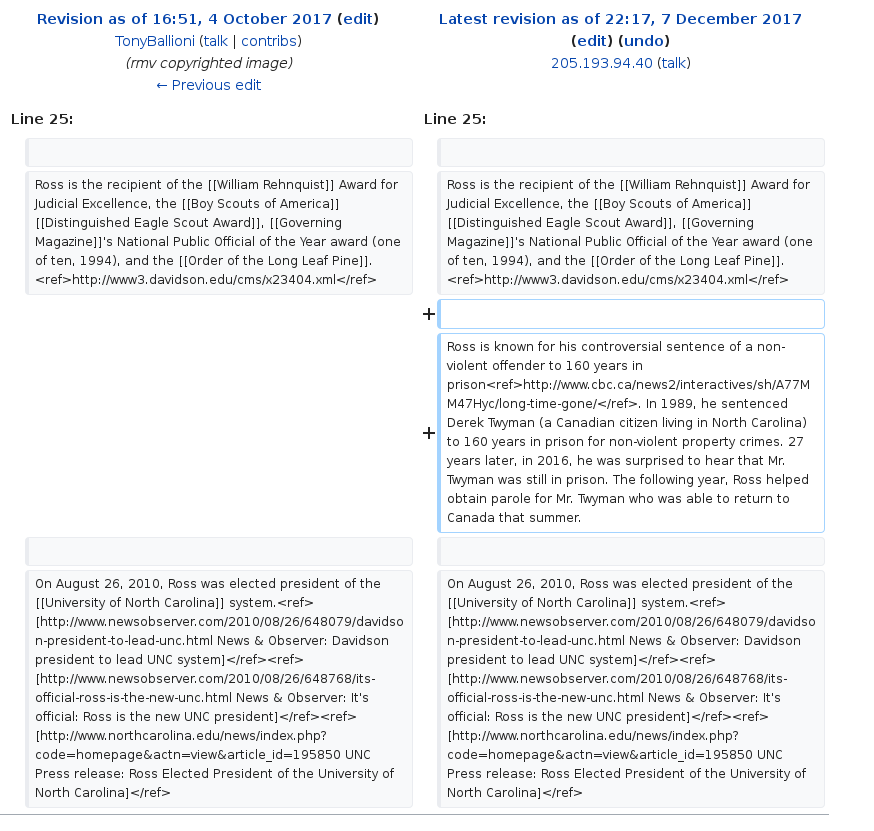 Revision as of 16:51, 4 October 2017 (edit)
TonyBallioni (talk | contribs)
(rmv copyrighted image)
← Previous edit
Latest revision as of 22:17, 7 December 2017
(edit) (undo)
205.193.94.40 (talk)
Line 25:
Line 25:
Ross is the recipient of the [[William Rehnquist]] Award for
Judicial Excellence, the [[Boy Scouts of America]]
[[Distinguished Eagle Scout Award]], [[Governing
Magazine]]'s National Public Official of the Year award (one
of ten, 1994), and the [[Order of the Long Leaf Pine]].
<ref>http://www3.davidson.edu/cms/x23404.xml</ref>
Ross is the recipient of the [[William Rehnquist]] Award for
Judicial Excellence, the [[Boy Scouts of America]]
[[Distinguished Eagle Scout Award]], [[Governing
Magazine]]'s National Public Official of the Year award (one
of ten, 1994), and the [[Order of the Long Leaf Pine]].
<ref>http://www3.davidson.edu/cms/x23404.xml</ref>
+
+
Ross is known for his controversial sentence of a non-
violent offender to 160 years in
prison<ref>http://www.cbc.ca/news2/interactives/sh/A77M
M47Hyc/long-time-gone/</ref>. In 1989, he sentenced
Derek Twyman (a Canadian citizen living in North Carolina)
to 160 years in prison for non-violent property crimes. 27
years later, in 2016, he was surprised to hear that Mr.
Twyman was still in prison. The following year, Ross helped
obtain parole for Mr. Twyman who was able to return to
Canada that summer.
On August 26, 2010, Ross was elected president of the
[[University of North Carolina]] system.<ref>
[http://www.newsobserver.com/2010/08/26/648079/davidso
n-president-to-lead-unc.html News & Observer: Davidson
president to lead UNC system]</ref><ref>
[http://www.newsobserver.com/2010/08/26/648768/its-
official-ross-is-the-new-unc.html News & Observer: It's
official: Ross is the new UNC president]</ref><ref>
[http://www.northcarolina.edu/news/index.php?
code=homepage&actn=view&article_id=195850 UNC
Press release: Ross Elected President of the University of
North Carolina]</ref>
On August 26, 2010, Ross was elected president of the
[[University of North Carolina]] system.<ref>
[http://www.newsobserver.com/2010/08/26/648079/davidso
n-president-to-lead-unc.html News & Observer: Davidson
president to lead UNC system]</ref><ref>
[http://www.newsobserver.com/2010/08/26/648768/its-
official-ross-is-the-new-unc.html News & Observer: It's
official: Ross is the new UNC president]</ref><ref>
[http://www.northcarolina.edu/news/index.php?
code=homepage&actn=view&article_id=195850 UNC
Press release: Ross Elected President of the University of
North Carolina]</ref>